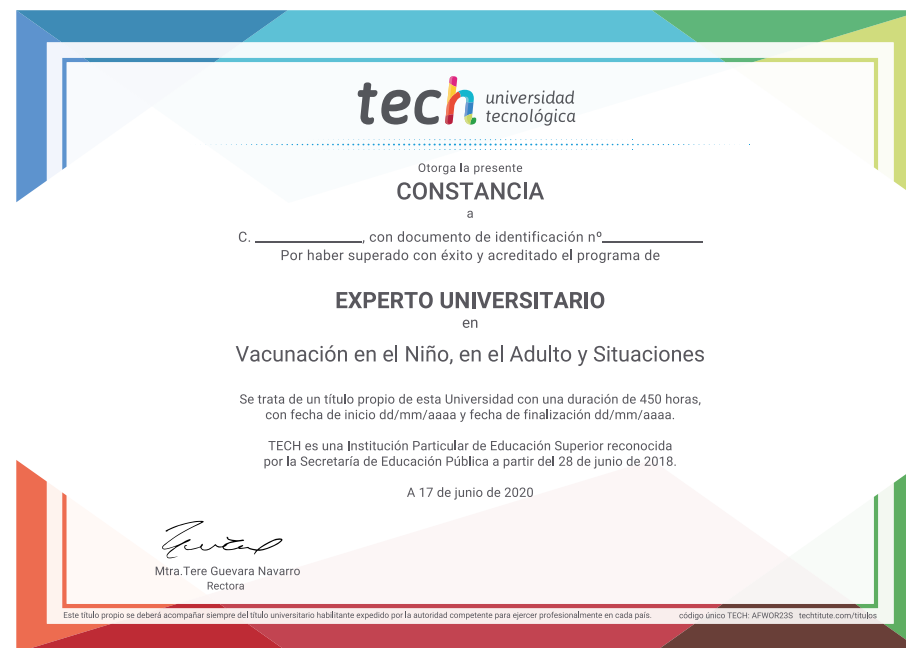 tech universidad
tecnológica
Otorga la presente
CONSTANCIA
a
C. ____________, con documento de identificación nº____________
Por haber superado con éxito y acreditado el programa de
EXPERTO UNIVERSITARIO
en
Vacunación en el Niño, en el Adulto y Situaciones
Se trata de un título propio de esta Universidad con una duración de 450 horas,
con fecha de inicio dd/mm/aaaa y fecha de finalización dd/mm/aaaa.
TECH es una Institución Particular de Educación Superior reconocida
por la Secretaría de Educación Pública a partir del 28 de junio de 2018.
A 17 de junio de 2020
Mtra.Tere Guevara Navarro
Rectora
Este título propio se deberá acompañar siempre del título universitario habilitante expedido por la autoridad competente para ejercer profesionalmente en cada país. código único TECH: AFWOR23S techtitute.com/titulos